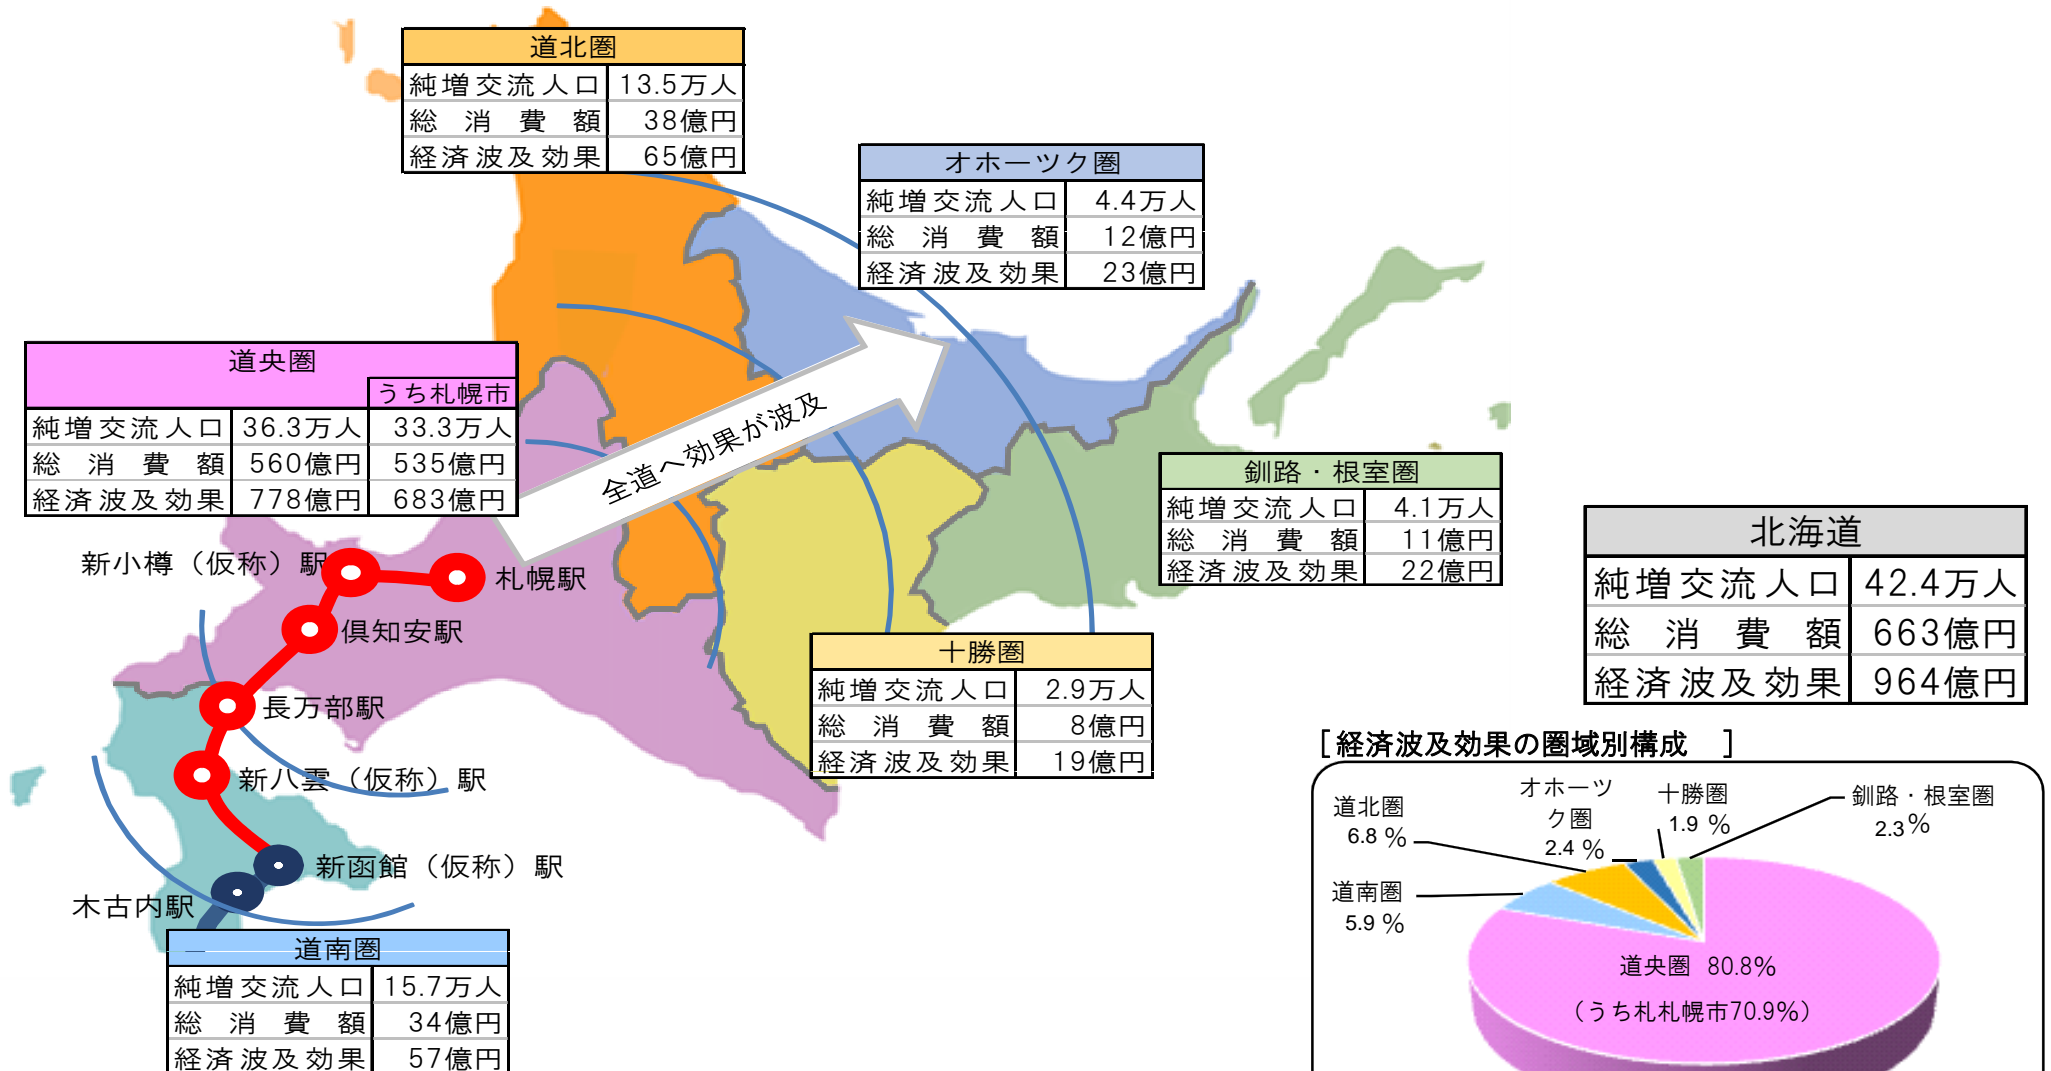 道北圏
純増交流人口 13.5万人
総消費額 38億円
経済波及効果 65億円
オホーツク圏
純増交流人口 4.4万人
総消費額 12億円
経済波及効果 23億円
道央圏
うち札幌市
純増交流人口 36.3万人 33.3万人
総消費額 560億円 535億円
経済波及効果 778億円 683億円
全道へ効果が波及
釧路・根室圏
純増交流人口 4.1万人
総消費額 11億円
経済波及効果 22億円
北海道
純増交流人口 42.4万人
総消費額 663億円
経済波及効果 964億円
新小樽（仮称）駅
札幌駅
倶知安駅
長万部駅
新八雲（仮称）駅
新函館（仮称）駅
木古内駅
十勝圏
純増交流人口 2.9万人
総消費額 8億円
経済波及効果 19億円
道南圏
純増交流人口 15.7万人
総消費額 34億円
経済波及効果 57億円
［経済波及効果の圏域別構成　］
道北圏
6.8％
オホーツ
ク圏
2.4％
十勝圏
1.9％
釧路・根室圏
2.3％
道南圏
5.9％
道央圏 80.8％
（うち札札幌市70.9％）